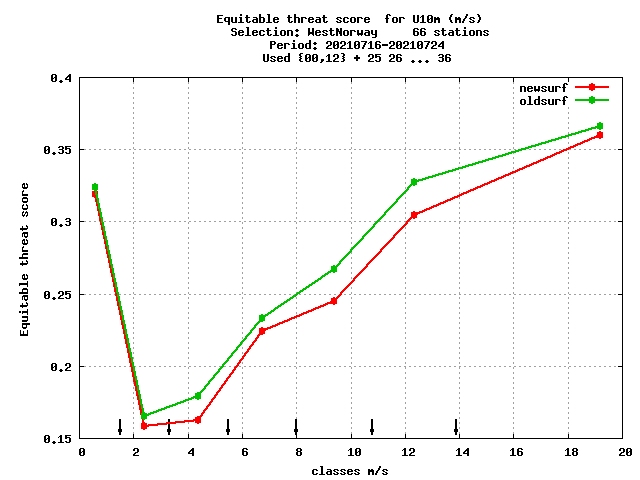 Equitable threat score  for U10m (m/s)
Selection: WestNorway     66 stations
Period: 20210716-20210724
Used {00,12} + 25 26 ... 36
newsurf
oldsurf
0.4
0.35
0.3
0.25
0.2
0.15
Equitable threat score
0 2 4 6 8 10 12 14 16 18 20
classes m/s